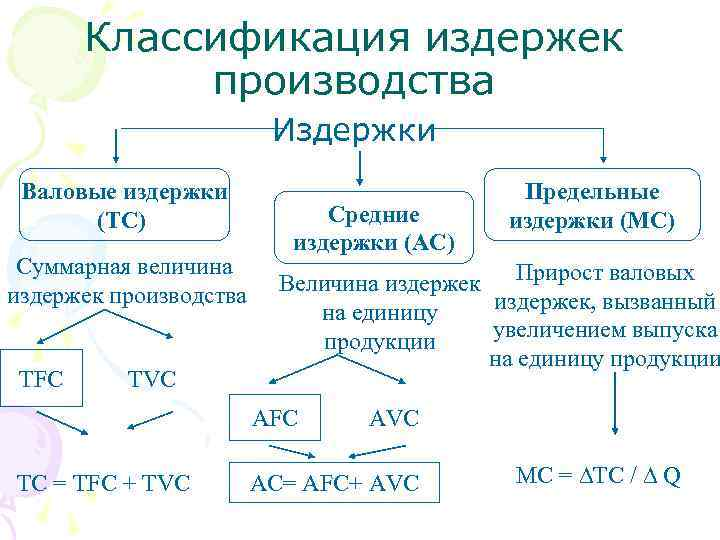 Классификация издержек
производства
Издержки
Валовые издержки
(TC)
Суммарная величина
издержек производства
TFC
TVC
TC = TFC + TVC
Средние
издержки (AC)
Величина издержек
на единицу
продукции
AFC
AVC
AC= AFC+ AVC
Предельные
издержки (MC)
Прирост валовых
издержек, вызванный
увеличением выпуска
на единицу продукции
MC = ∆TC / ∆ Q